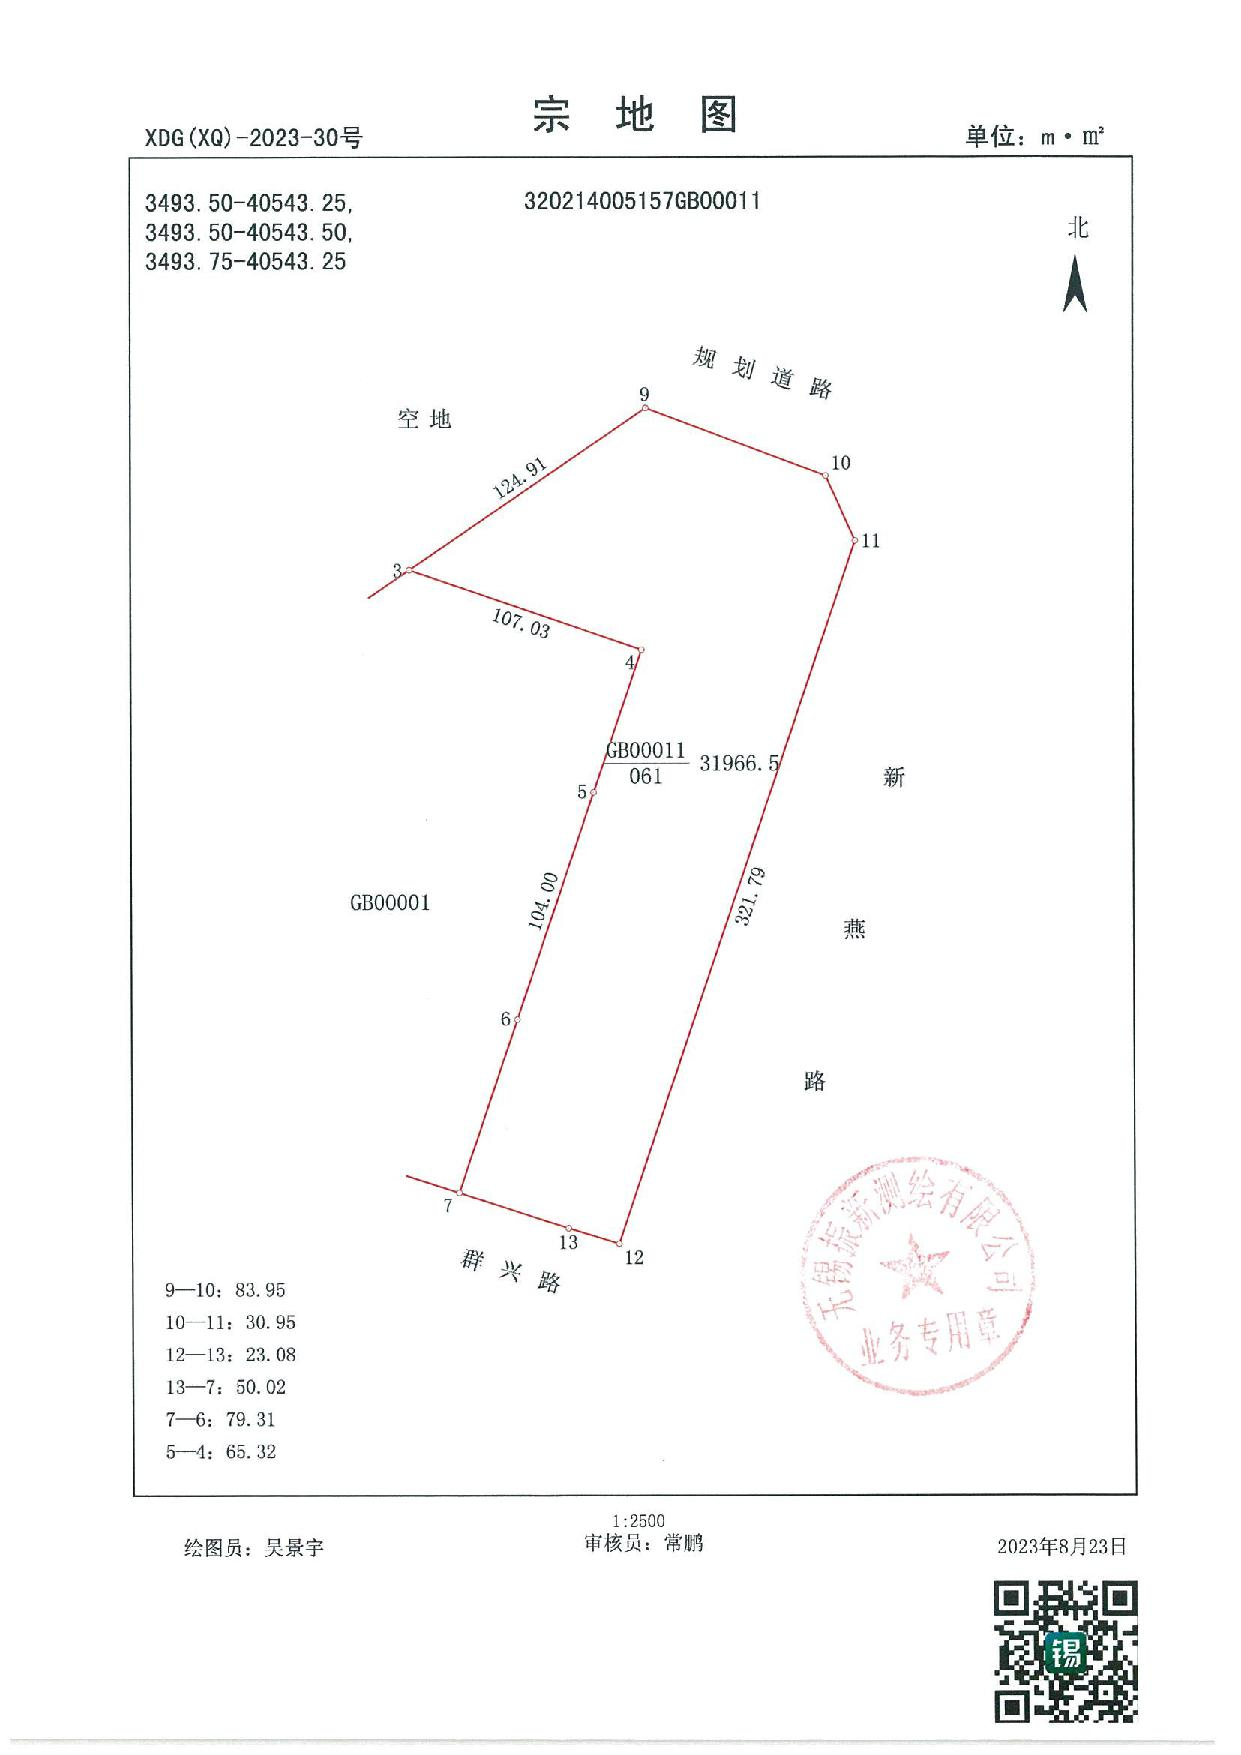 宗地图
XDG(XQ)-2023-30号
单位：m·㎡
3493.50-40543.25,
3493.50-40543.50,
3493.75-40543.25
320214005157GB00011
北
规划道路
空地
9
10
124.91
11
3
107.03
4
GB00011
061
31966.5
新
5
104.00
321.79
GB00001
燕
6
路
7
13
12
群兴路
无锡振新测绘有限公司
业务专用章
9—10：83.95
10—11：30.95
12—13：23.08
13—7：50.02
7—6：79.31
5—4：65.32
1:2500
绘图员：吴景宇
审核员：常鹏
2023年8月23日
锡